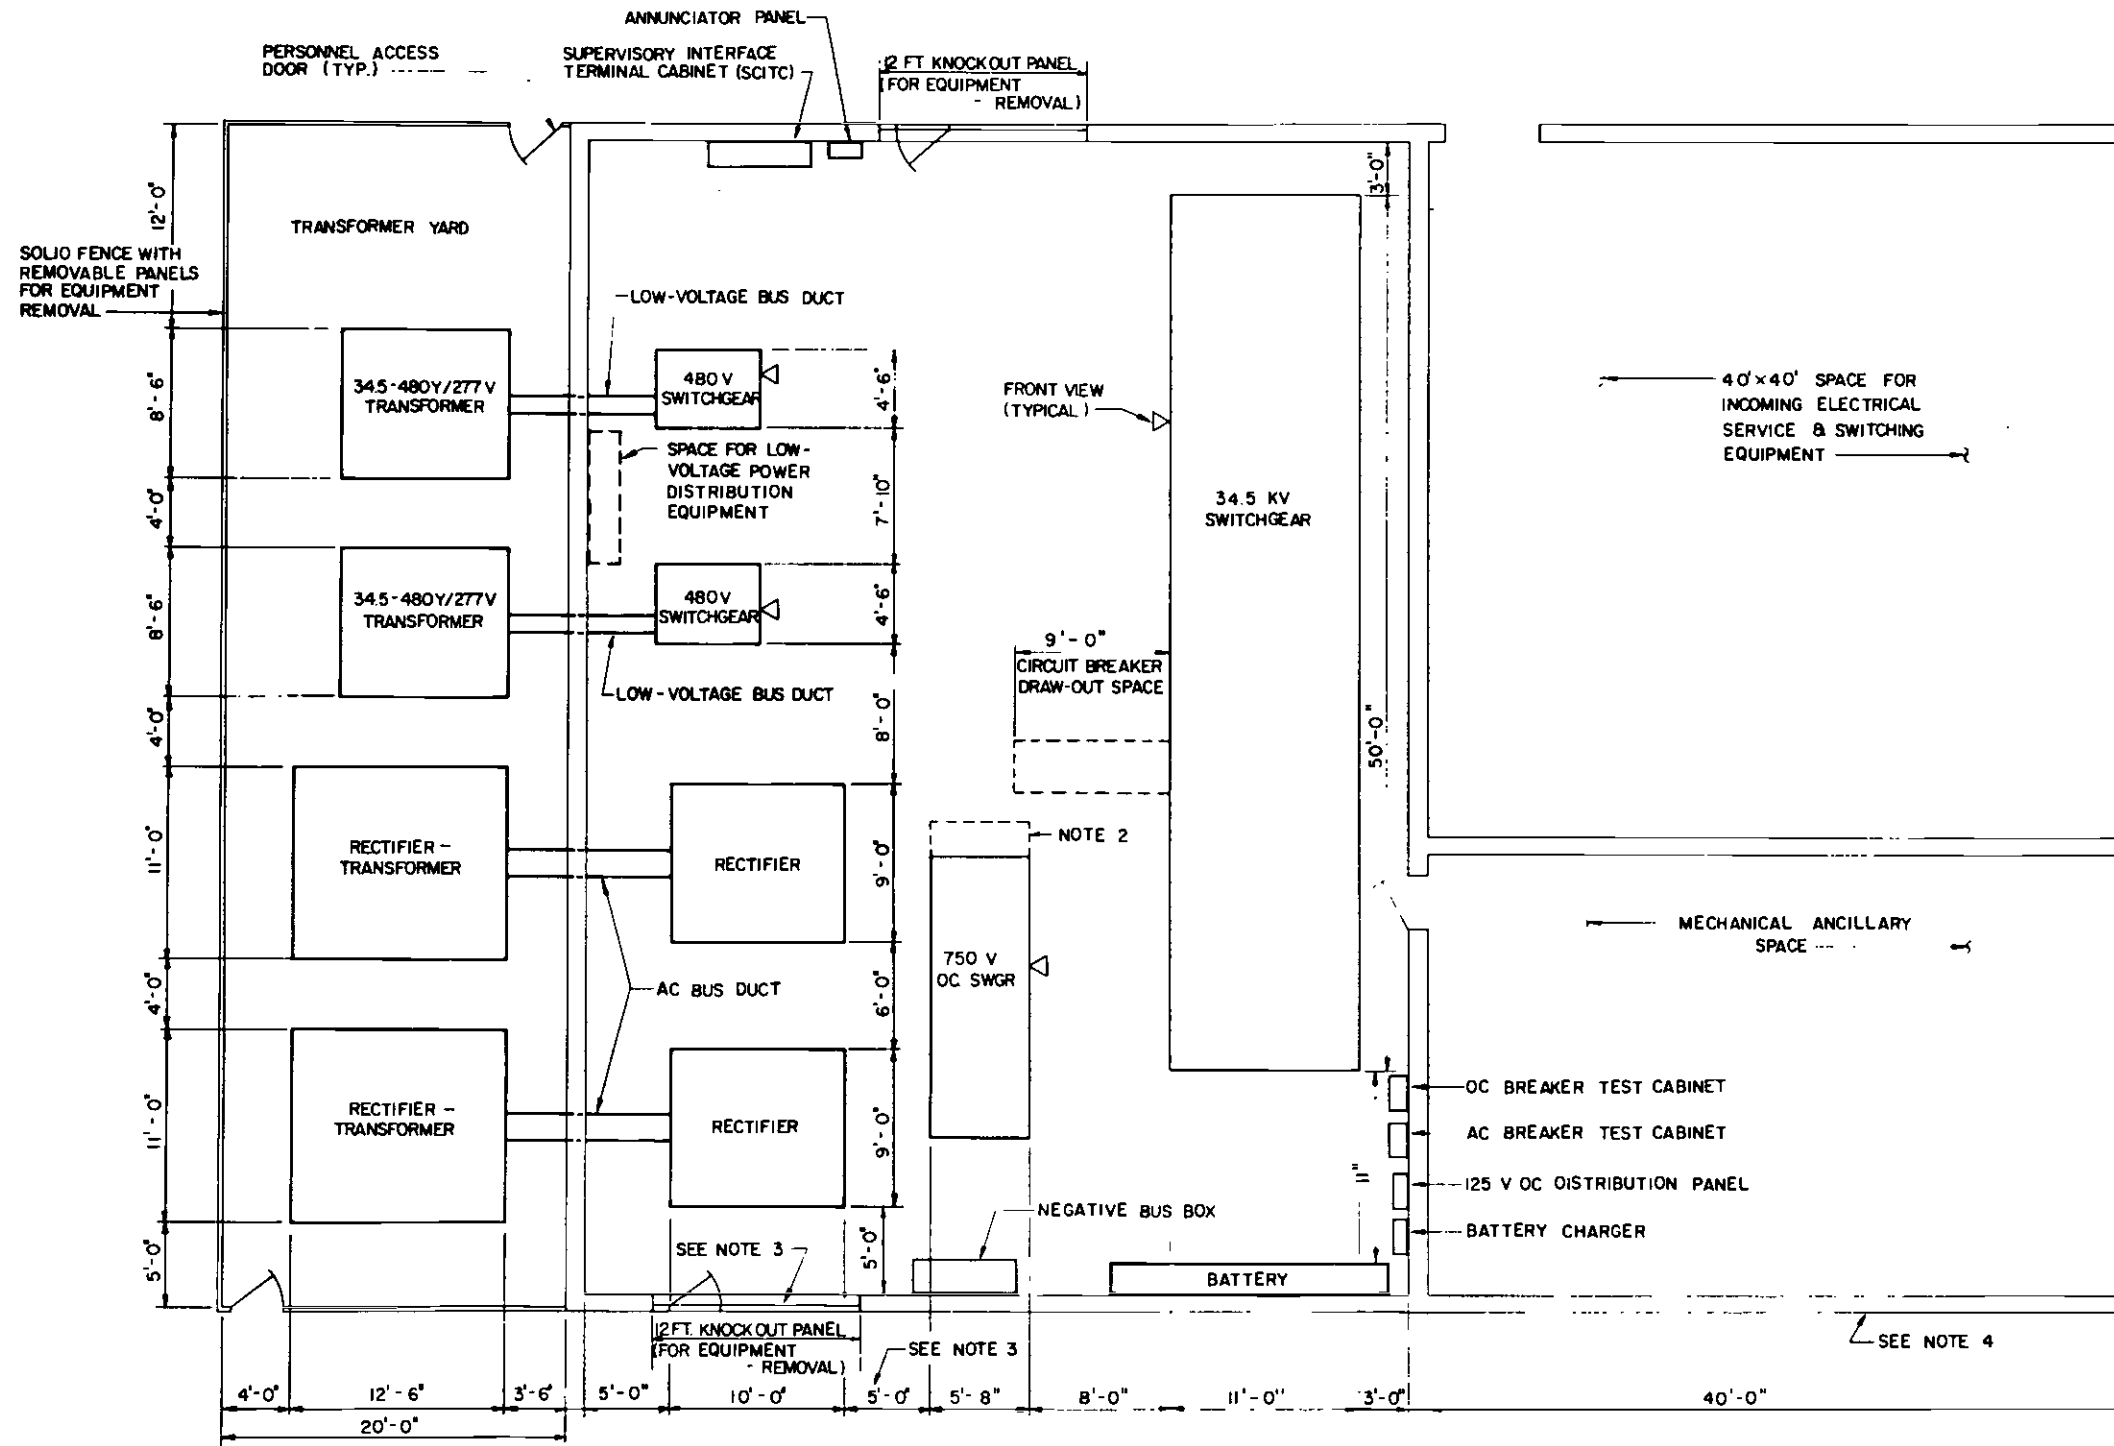 ANNUNCIATOR PANEL
PERSONNEL ACCESS
DOOR (TYP.)
SUPERVISORY INTERFACE
TERMINAL CABINET (SCITC)
12 FT KNOCKOUT PANEL
(FOR EQUIPMENT
- REMOVAL)
12'-0"
3'-0"
TRANSFORMER YARD
SOLID FENCE WITH
REMOVABLE PANELS
FOR EQUIPMENT
REMOVAL
LOW-VOLTAGE BUS DUCT
8'-6"
34.5-480Y/277V
TRANSFORMER
480V
SWITCHGEAR
4'-6"
FRONT VIEW
(TYPICAL)
40'×40' SPACE FOR
INCOMING ELECTRICAL
SERVICE & SWITCHING
EQUIPMENT
SPACE FOR LOW-
VOLTAGE POWER
DISTRIBUTION
EQUIPMENT
4'-0"
7'-10"
34.5 KV
SWITCHGEAR
8'-6"
34.5-480Y/277V
TRANSFORMER
480V
SWITCHGEAR
4'-6"
9'-0"
CIRCUIT BREAKER
DRAW-OUT SPACE
LOW-VOLTAGE BUS DUCT
4'-0"
8'-0"
50'-0"
NOTE 2
11'-0"
RECTIFIER-
TRANSFORMER
RECTIFIER
9'-0"
MECHANICAL ANCILLARY
SPACE
750 V
DC SWGR
4'-0"
AC BUS DUCT
6'-0"
DC BREAKER TEST CABINET
11'-0"
RECTIFIER-
TRANSFORMER
RECTIFIER
9'-0"
AC BREAKER TEST CABINET
11"
125 V DC DISTRIBUTION PANEL
NEGATIVE BUS BOX
BATTERY CHARGER
5'-0"
SEE NOTE 3
5'-0"
BATTERY
12FT. KNOCKOUT PANEL
(FOR EQUIPMENT
- REMOVAL)
SEE NOTE 3
SEE NOTE 4
4'-0" 12'-6" 3'-6" 5'-0" 10'-0" 5'-0" 5'-8" 8'-0" 11'-0" 3'-0" 40'-0"
20'-0"